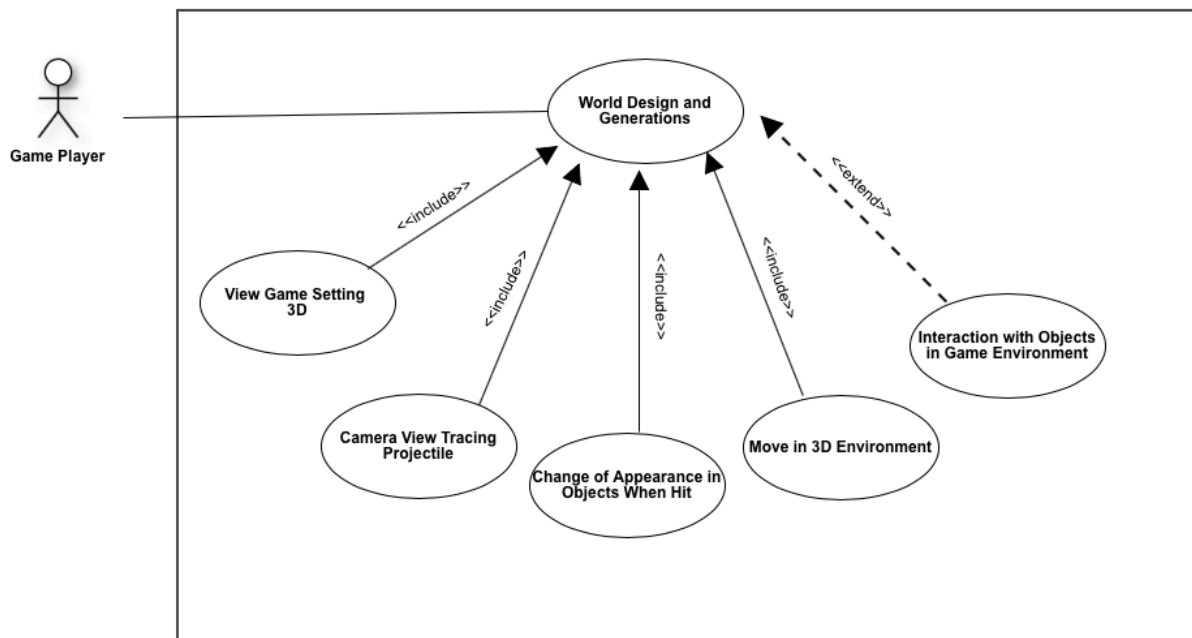 World Design and
Generations
Game Player
<<include>>
<<extend>>
<<include>>
<<include>>
<<include>>
View Game Setting
3D
Interaction with Objects
in Game Environment
Camera View Tracing
Projectile
Move in 3D Environment
Change of Appearance in
Objects When Hit